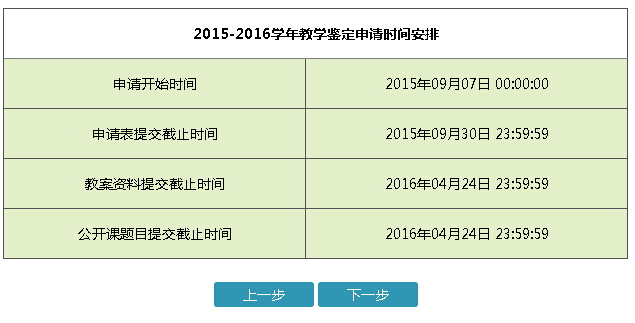 2015-2016学年教学鉴定申请时间安排
申请开始时间 2015年09月07日 00:00:00
申请表提交截止时间 2015年09月30日 23:59:59
教案资料提交截止时间 2016年04月24日 23:59:59
公开课题目提交截止时间 2016年04月24日 23:59:59
上一步 下一步